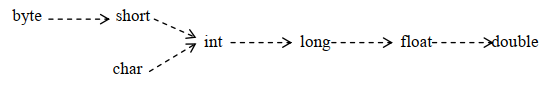 byte short
int long float double
char